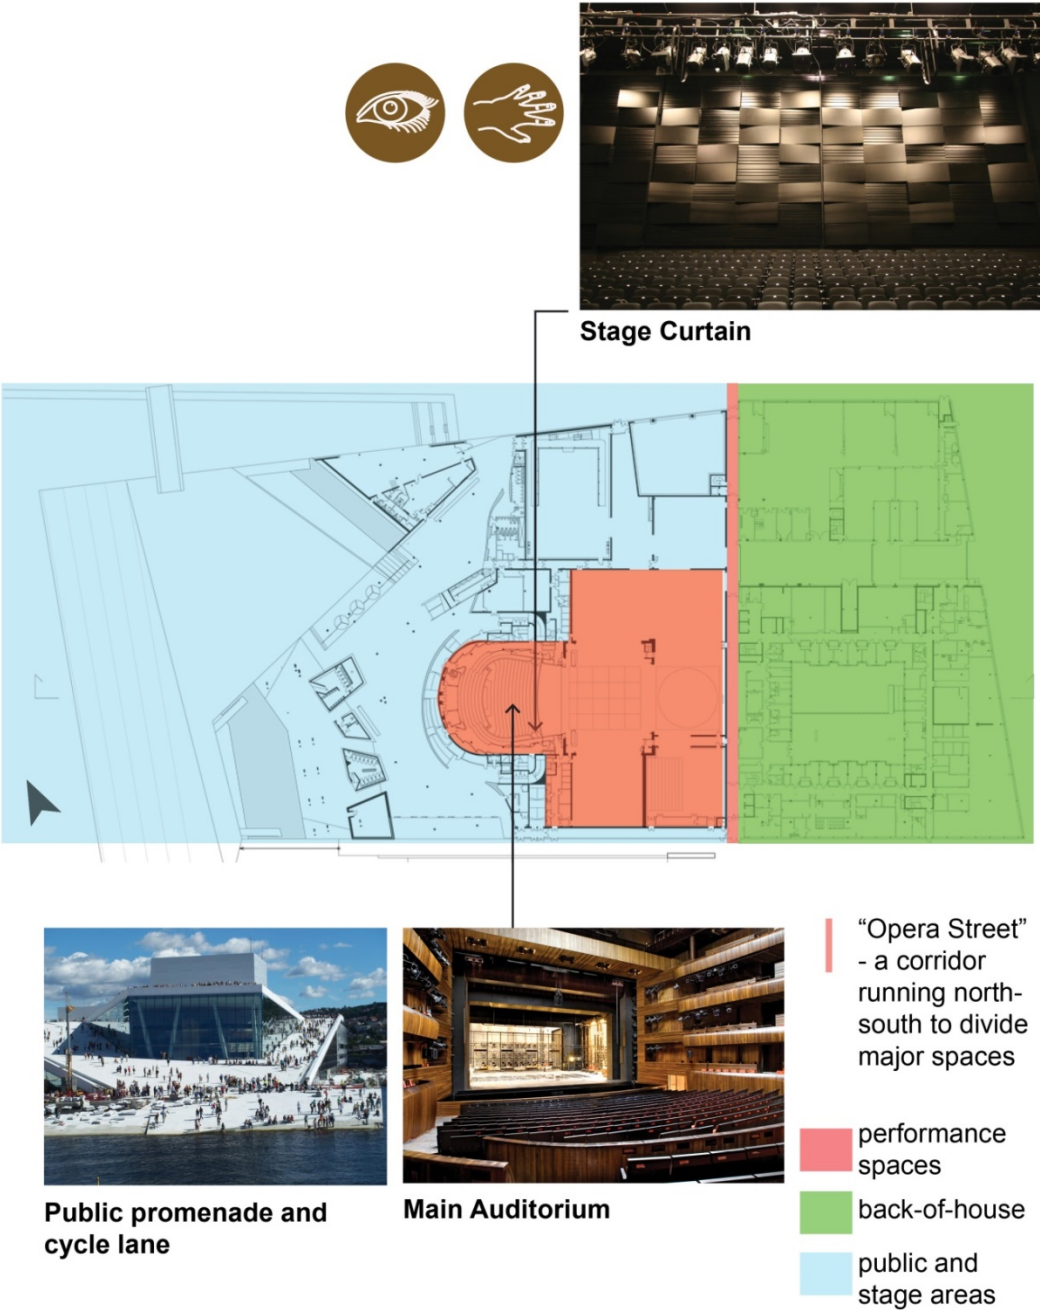 Stage Curtain
“Opera Street”
- a corridor
running north-
south to divide
major spaces
performance
spaces
back-of-house
public and
stage areas
Public promenade and
cycle lane
Main Auditorium